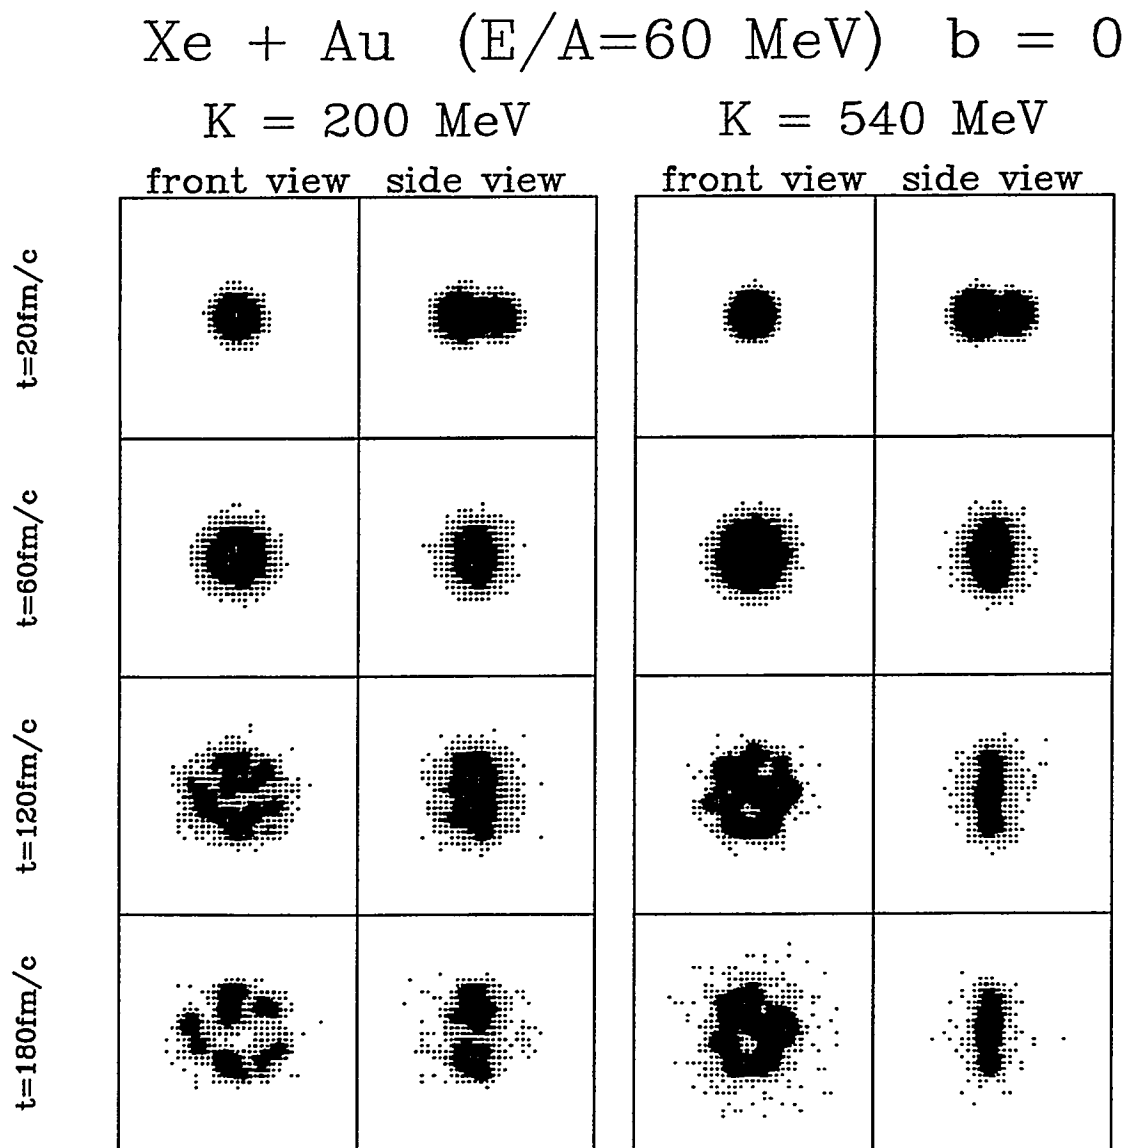 Xe + Au (E/A=60 MeV) b = 0
K = 200 MeV K = 540 MeV
front view side view front view side view
t=20fm/c
t=60fm/c
t=120fm/c
t=180fm/c